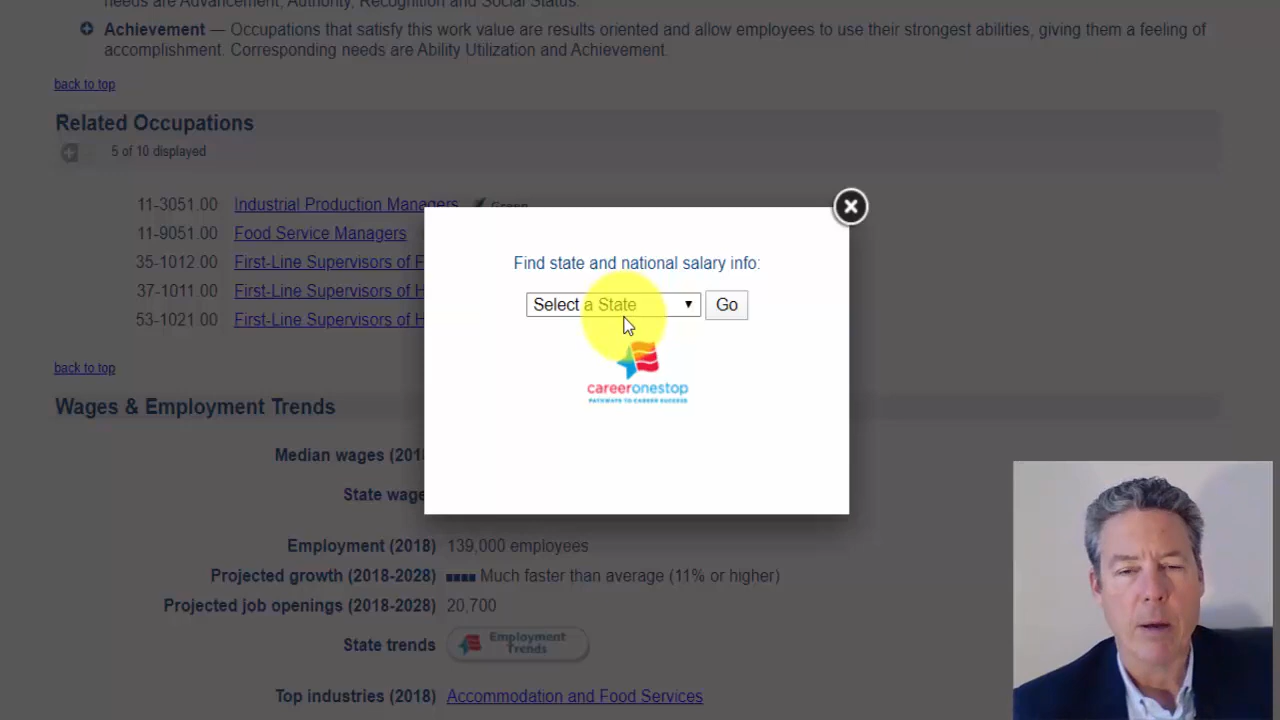 needs are Advancement, Authority, Recognition and Social Status.
Achievement — Occupations that satisfy this work value are results oriented and allow employees to use their strongest abilities, giving them a feeling of
accomplishment. Corresponding needs are Ability Utilization and Achievement.
back to top
Related Occupations
5 of 10 displayed
11-3051.00 Industrial Production Managers Green
11-9051.00 Food Service Managers
35-1012.00 First-Line Supervisors of F
37-1011.00 First-Line Supervisors of H
53-1021.00 First-Line Supervisors of H
Find state and national salary info:
Select a State Go
careeronestop
PATHWAYS TO CAREER SUCCESS
back to top
Wages & Employment Trends
Median wages (201
State wage
Employment (2018) 139,000 employees
Projected growth (2018-2028) Much faster than average (11% or higher)
Projected job openings (2018-2028) 20,700
State trends Employment
Trends
Top industries (2018) Accommodation and Food Services